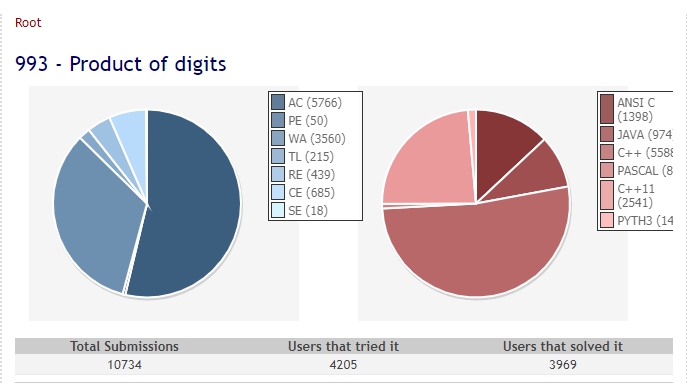 Root
993 - Product of digits
AC (5766)
PE (50)
WA (3560)
TL (215)
RE (439)
CE (685)
SE (18)
ANSI C
(1398)
JAVA (974
C++ (5588
PASCAL (8
C++11
(2541)
PYTH3 (14
Total Submissions Users that tried it Users that solved it
10734 4205 3969